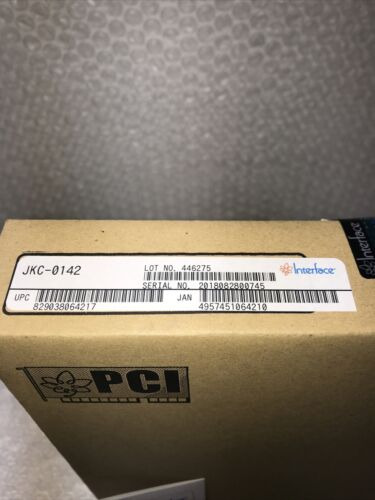 JKC-0142
LOT NO. 446275
Interface
SERIAL NO. 2018082800745
UPC
829038064217
JAN
4957451064210
PCI
Interface